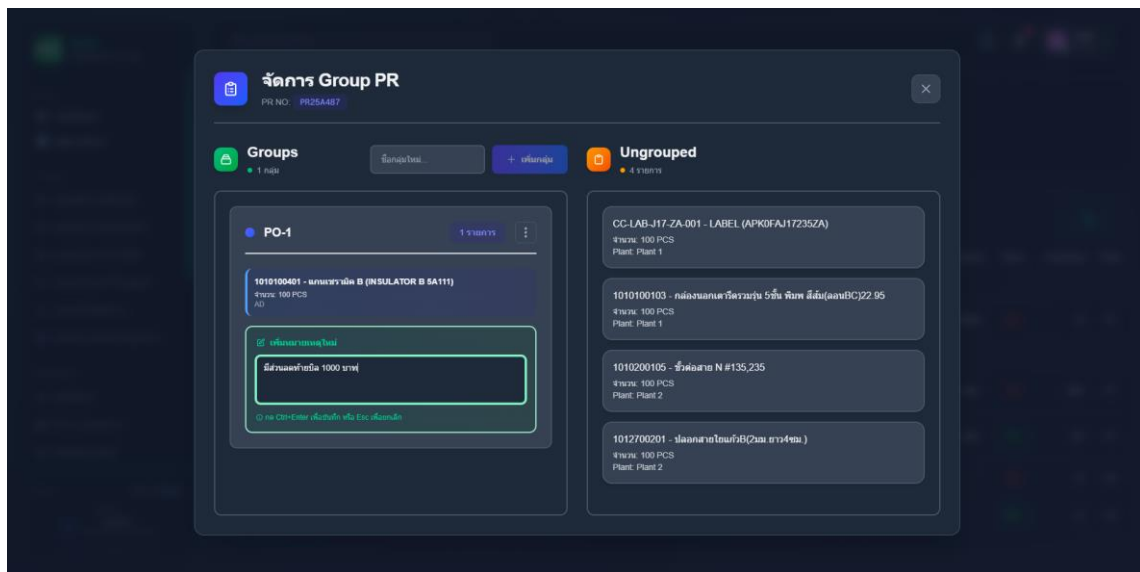 จัดการ Group PR
PR NO: PR25A487
Groups
1 กลุ่ม
ชื่อกลุ่มใหม่...
+ เพิ่มกลุ่ม
PO-1
1 รายการ
1010100401 - แกนเซรามิค B (INSULATOR B 5A111)
จำนวน: 100 PCS
AD
เพิ่มหมายเหตุใหม่
มีส่วนลดท้ายบิล 1000 บาท
กด Ctrl+Enter เพื่อบันทึก หรือ Esc เพื่อยกเลิก
Ungrouped
4 รายการ
CC-LAB-J17-ZA-001 - LABEL (APK0FAJ17235ZA)
จำนวน: 100 PCS
Plant: Plant 1
1010100103 - กล่องนอกเตารีดรวมรุ่น 5ชั้น พิมพ์ สีส้ม(ลอนBC)22.95
จำนวน: 100 PCS
Plant: Plant 1
1010200105 - ขั้วต่อสาย N #135,235
จำนวน: 100 PCS
Plant: Plant 2
1012700201 - ปลอกสายใยแก้วB(2มม.ยาว4ซม.)
จำนวน: 100 PCS
Plant: Plant 2